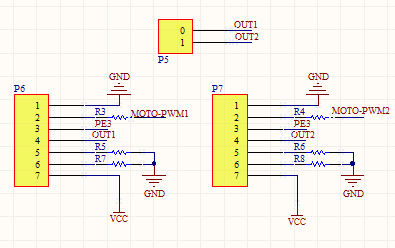 0 OUT1
1 OUT2
P5
P6 GND
1
2 R3 MOTO-PWM1
3 PE3
4 OUT1
5 R5
6 R7
7 GND
VCC
P7 GND
1
2 R4 MOTO-PWM2
3 PE3
4 OUT2
5 R6
6 R8
7 GND
VCC